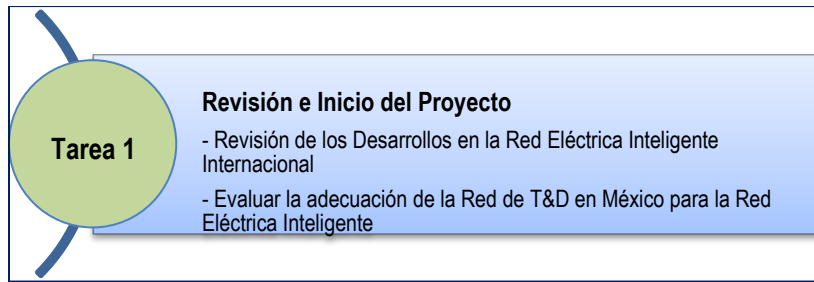 Tarea 1
Revisión e Inicio del Proyecto
- Revisión de los Desarrollos en la Red Eléctrica Inteligente
Internacional
- Evaluar la adecuación de la Red de T&D en México para la Red
Eléctrica Inteligente